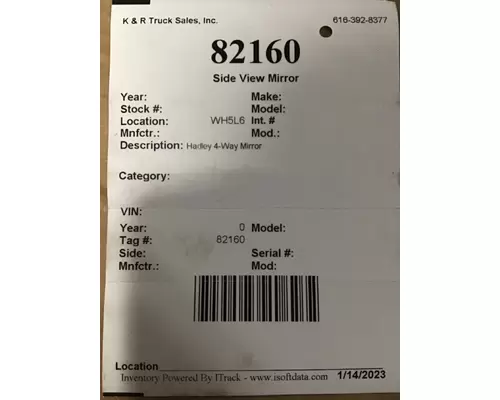 K & R Truck Sales, Inc. 616-392-8377
82160
Side View Mirror
Year: Make:
Stock #: Model:
Location: WH5L6 Int. #
Mnfctr.: Mod.:
Description: Hadley 4-Way Mirror
Category:
VIN:
Year: 0 Model:
Tag #: 82160
Side: Serial #:
Mnfctr.: Mod:
Location
Inventory Powered By ITrack - www.isoftdata.com 1/14/2023